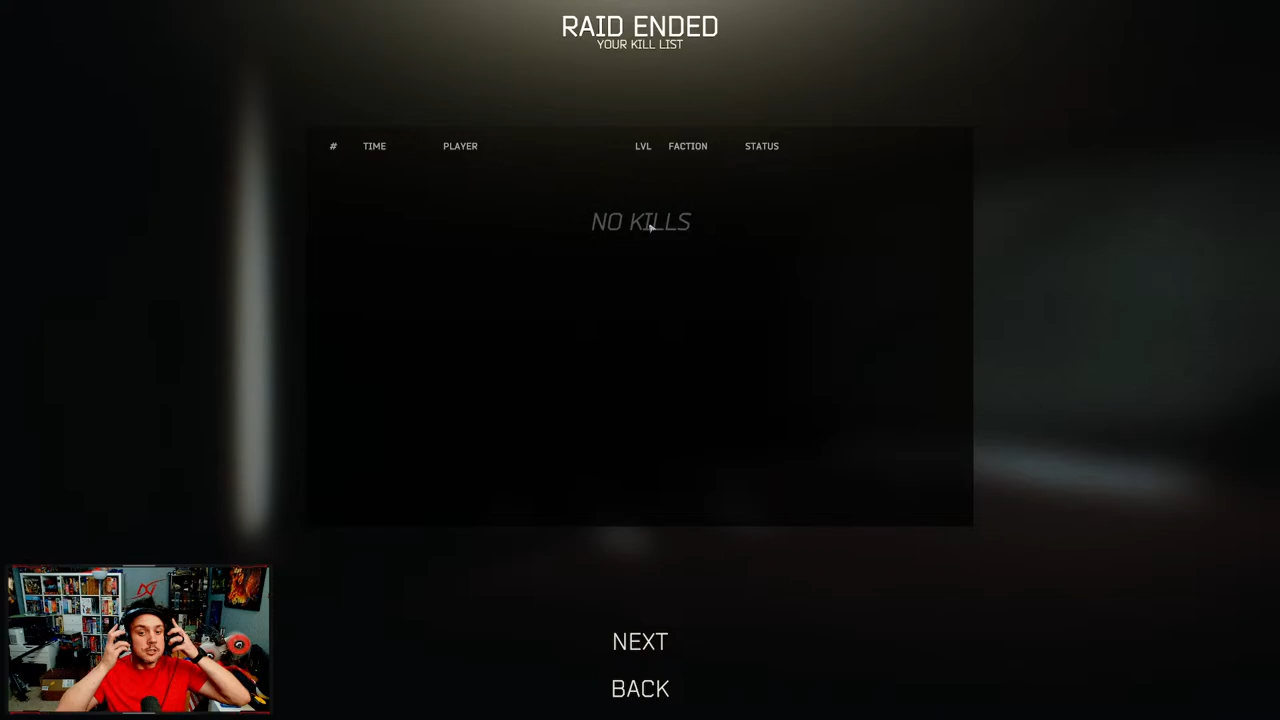 RAID ENDED
YOUR KILL LIST
# TIME PLAYER LVL FACTION STATUS
NO KILLS
NEXT
BACK